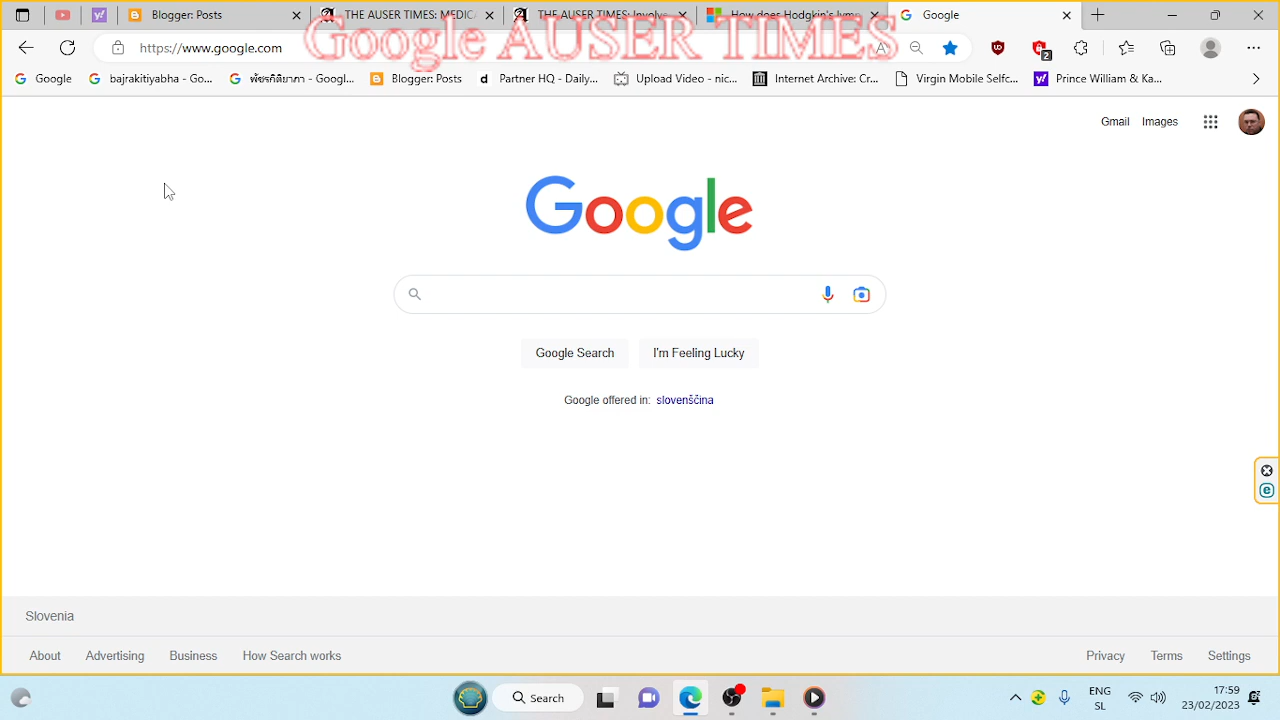 Blogger: Posts
THE AUSER TIMES: MEDICA
THE AUSER TIMES: Involve
How does Hodgkin's lymp
Google
Google AUSER TIMES
https://www.google.com
Google
bajrakitiyabha - Go...
Blogger: Posts
Partner HQ - Daily...
Upload Video - nic...
Internet Archive: Cr...
Virgin Mobile Selfc...
Prince William & Ka...
Gmail
Images
Google
Google Search
I'm Feeling Lucky
Google offered in: slovenščina
Slovenia
About
Advertising
Business
How Search works
Privacy
Terms
Settings
Search
ENG
SL
17:59
23/02/2023